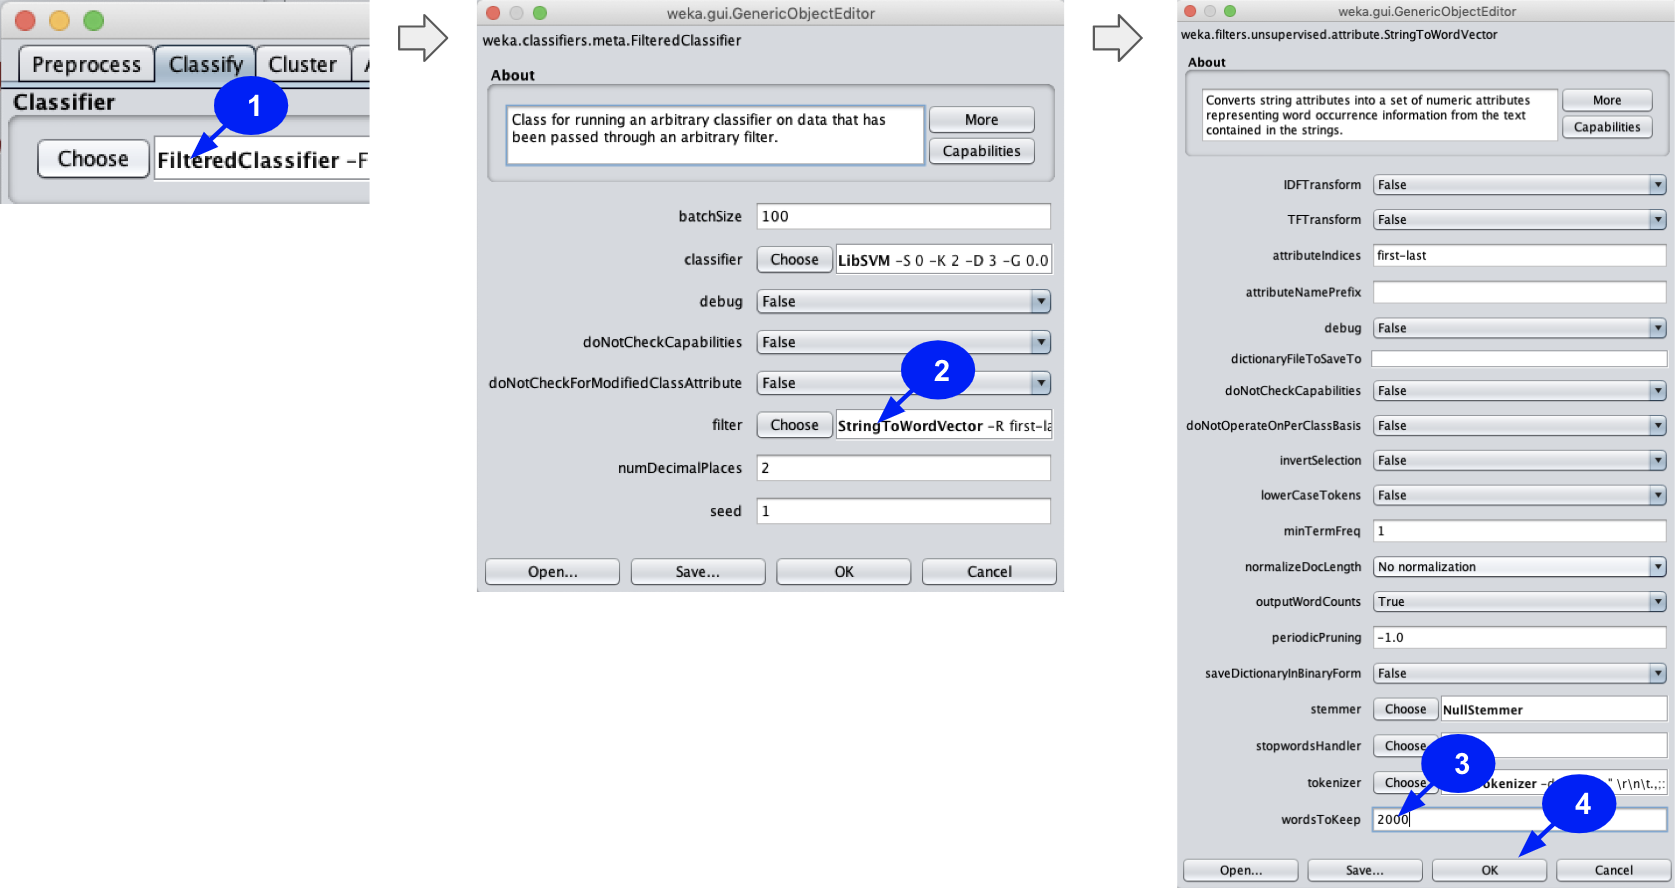 Preprocess Classify Cluster
Classifier
1
Choose FilteredClassifier -F
weka.gui.GenericObjectEditor
weka.classifiers.meta.FilteredClassifier
About
Class for running an arbitrary classifier on data that has
been passed through an arbitrary filter.
More
Capabilities
batchSize 100
classifier Choose LibSVM -S 0 -K 2 -D 3 -G 0.0
debug False
doNotCheckCapabilities False
doNotCheckForModifiedClassAttribute False
2
filter Choose StringToWordVector -R first-la
numDecimalPlaces 2
seed 1
Open... Save... OK Cancel
weka.gui.GenericObjectEditor
weka.filters.unsupervised.attribute.StringToWordVector
About
Converts string attributes into a set of numeric attributes
representing word occurrence information from the text
contained in the strings.
More
Capabilities
IDFTransform False
TFTransform False
attributeIndices first-last
attributeNamePrefix
debug False
dictionaryFileToSaveTo
doNotCheckCapabilities False
doNotOperateOnPerClassBasis False
invertSelection False
lowerCaseTokens False
minTermFreq 1
normalizeDocLength No normalization
outputWordCounts True
periodicPruning -1.0
saveDictionaryInBinaryForm False
stemmer Choose NullStemmer
stopwordsHandler Choose
3
tokenizer Choose okenizer " \r\n\t.,;:
4
wordsToKeep 2000
Open... Save... OK Cancel